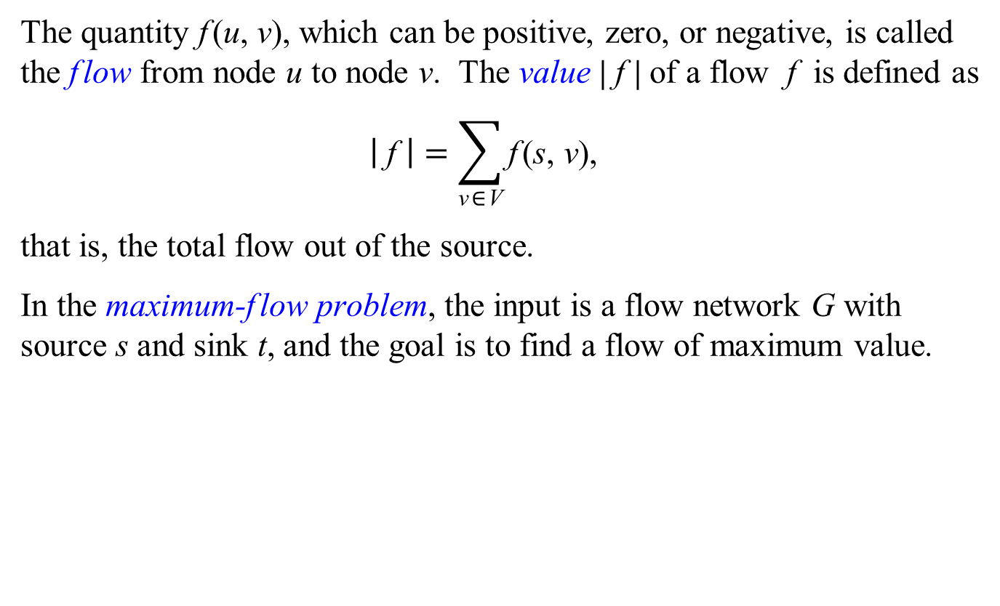 The quantity f(u, v), which can be positive, zero, or negative, is called
the flow from node u to node v. The value |f| of a flow f is defined as
|f| = ∑ f(s, v),
v∈V
that is, the total flow out of the source.
In the maximum-flow problem, the input is a flow network G with
source s and sink t, and the goal is to find a flow of maximum value.